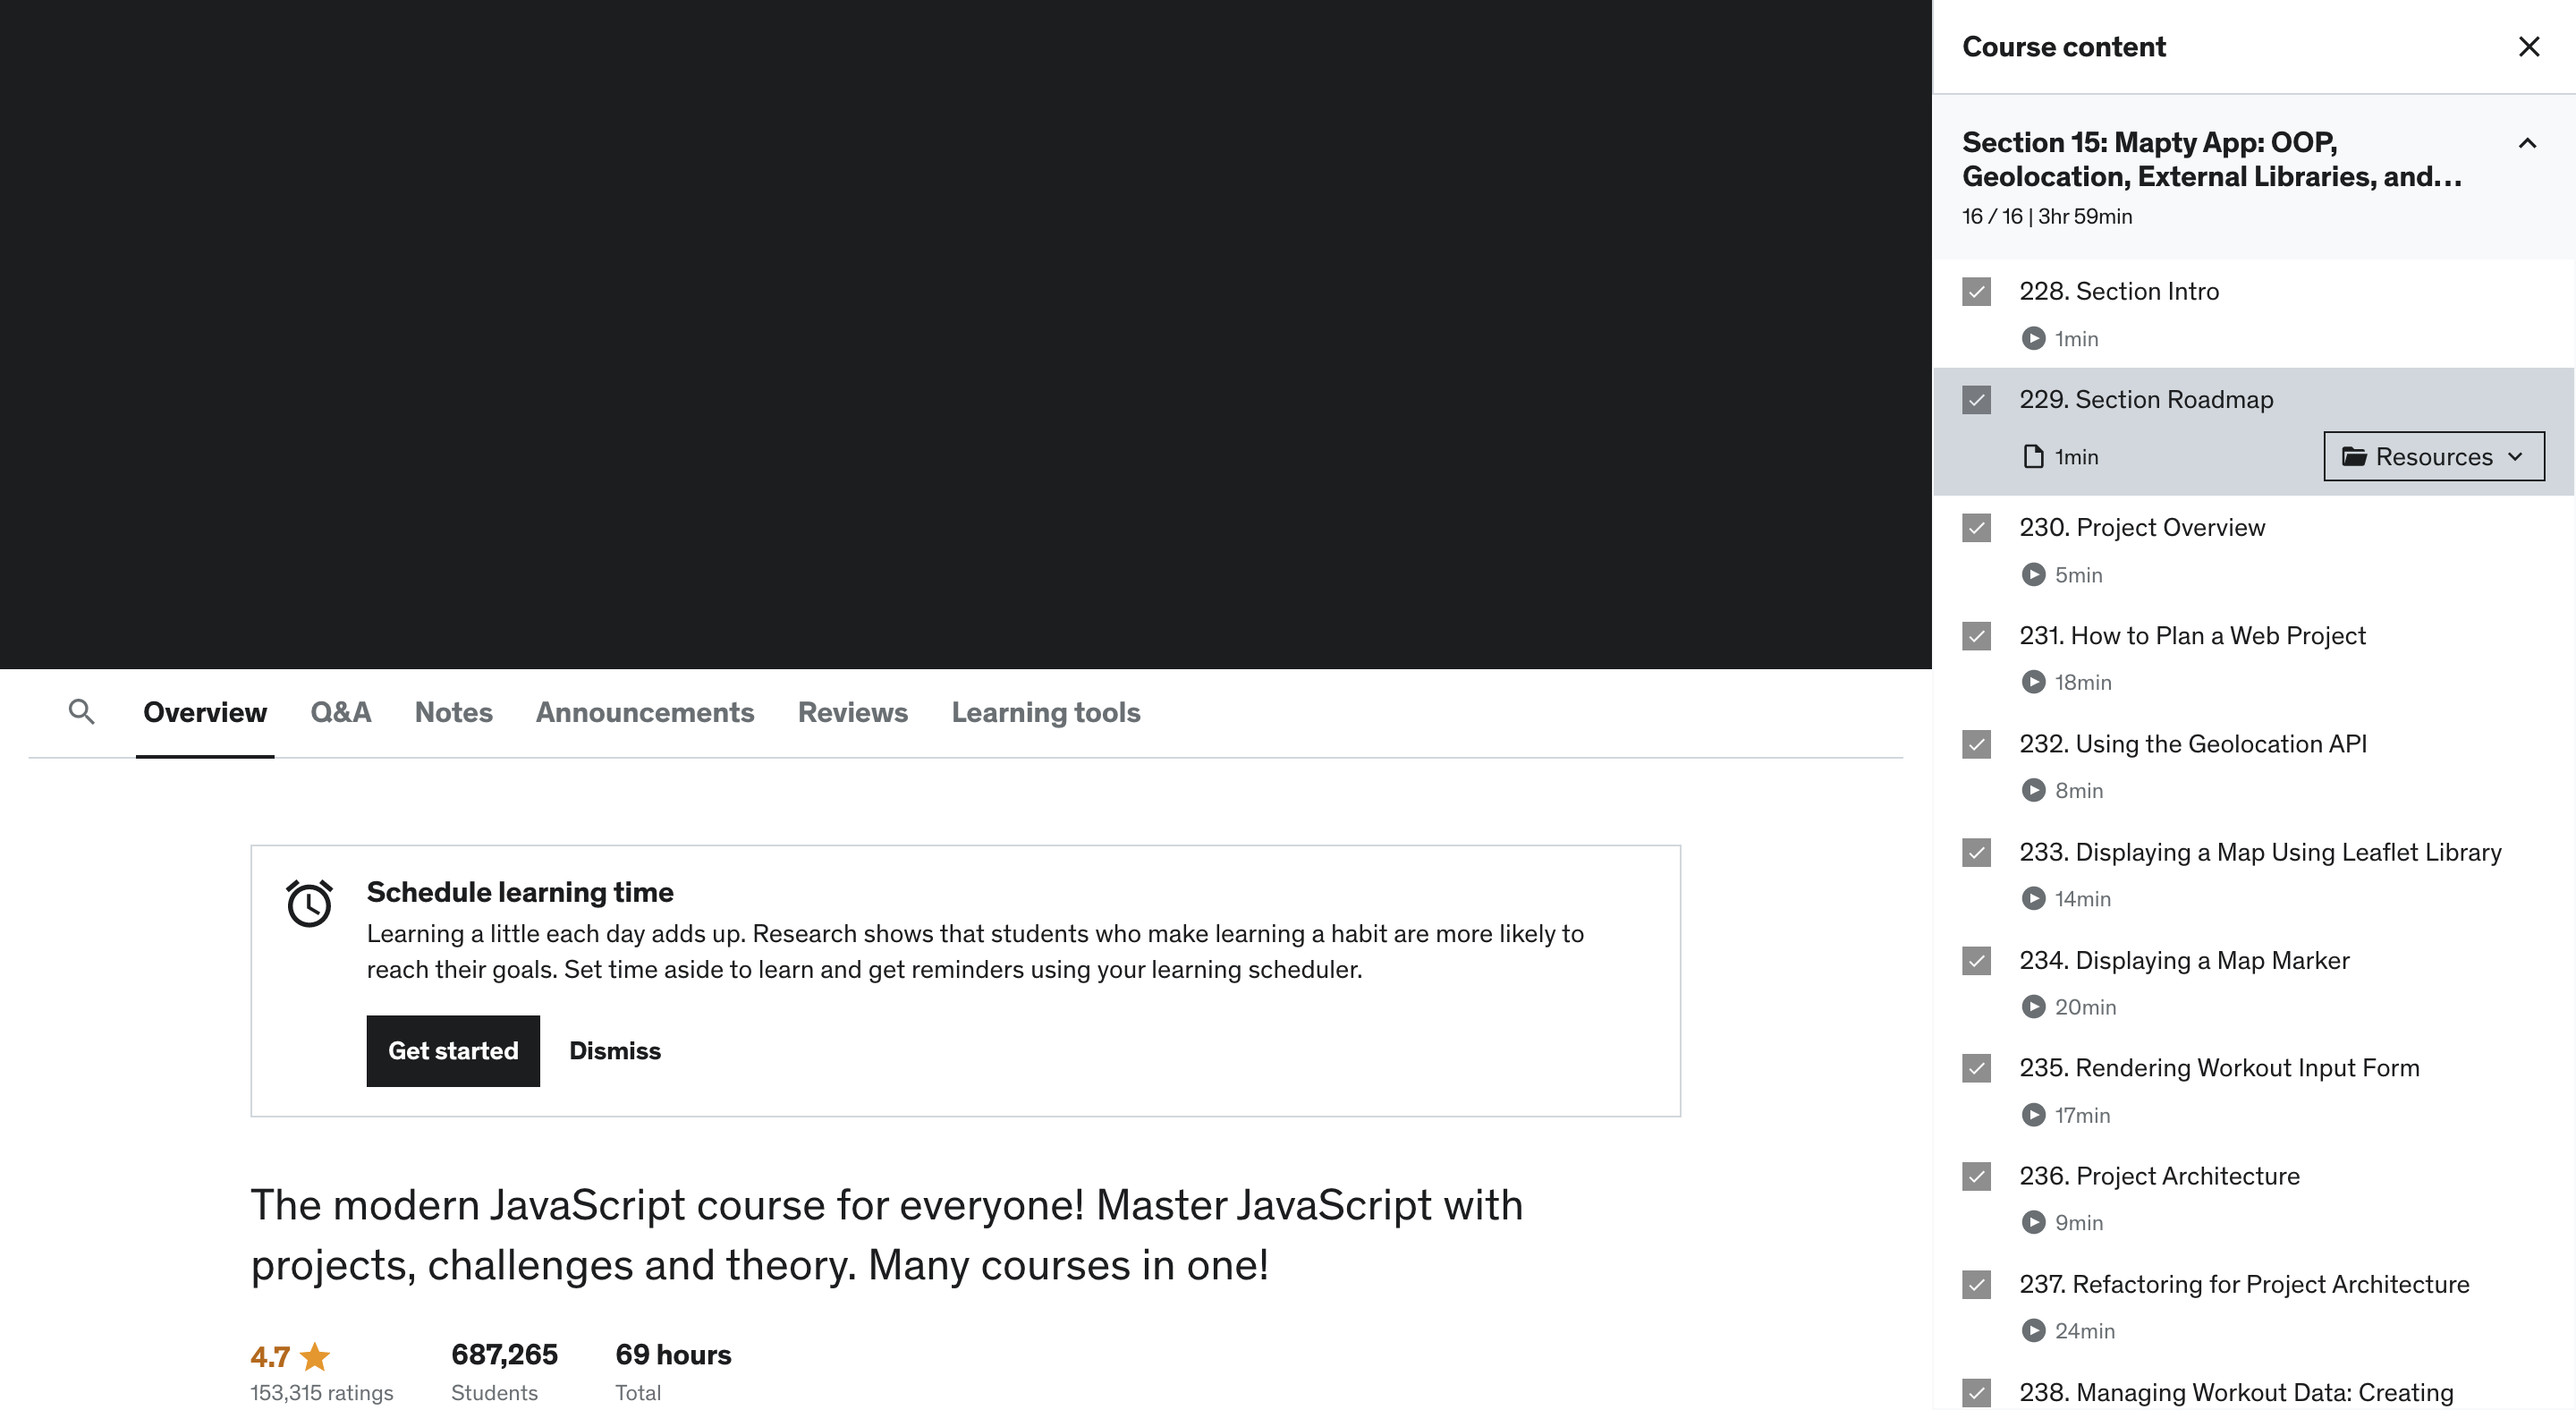 Course content
Section 15: Mapty App: OOP,
Geolocation, External Libraries, and...
16 / 16 | 3hr 59min
228. Section Intro
1min
229. Section Roadmap
1min
Resources
230. Project Overview
5min
231. How to Plan a Web Project
18min
232. Using the Geolocation API
8min
233. Displaying a Map Using Leaflet Library
14min
234. Displaying a Map Marker
20min
235. Rendering Workout Input Form
17min
236. Project Architecture
9min
237. Refactoring for Project Architecture
24min
238. Managing Workout Data: Creating
Overview Q&A Notes Announcements Reviews Learning tools
Schedule learning time
Learning a little each day adds up. Research shows that students who make learning a habit are more likely to
reach their goals. Set time aside to learn and get reminders using your learning scheduler.
Get started Dismiss
The modern JavaScript course for everyone! Master JavaScript with
projects, challenges and theory. Many courses in one!
4.7 687,265 69 hours
153,315 ratings Students Total